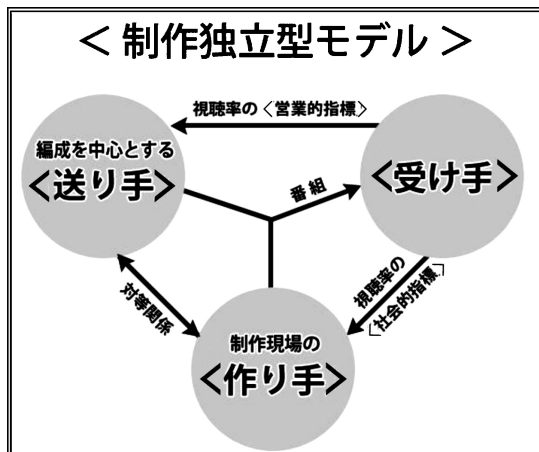 ＜ 制作独立型モデル ＞
視聴率の〈営業的指標〉
編成を中心とする
＜送り手＞
＜受け手＞
番組
対等関係
視聴率の
〈社会的指標〉
制作現場の
＜作り手＞